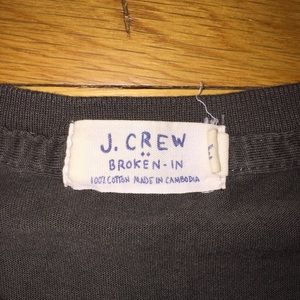 J. CREW
BROKEN-IN
100% COTTON MADE IN CAMBODIA